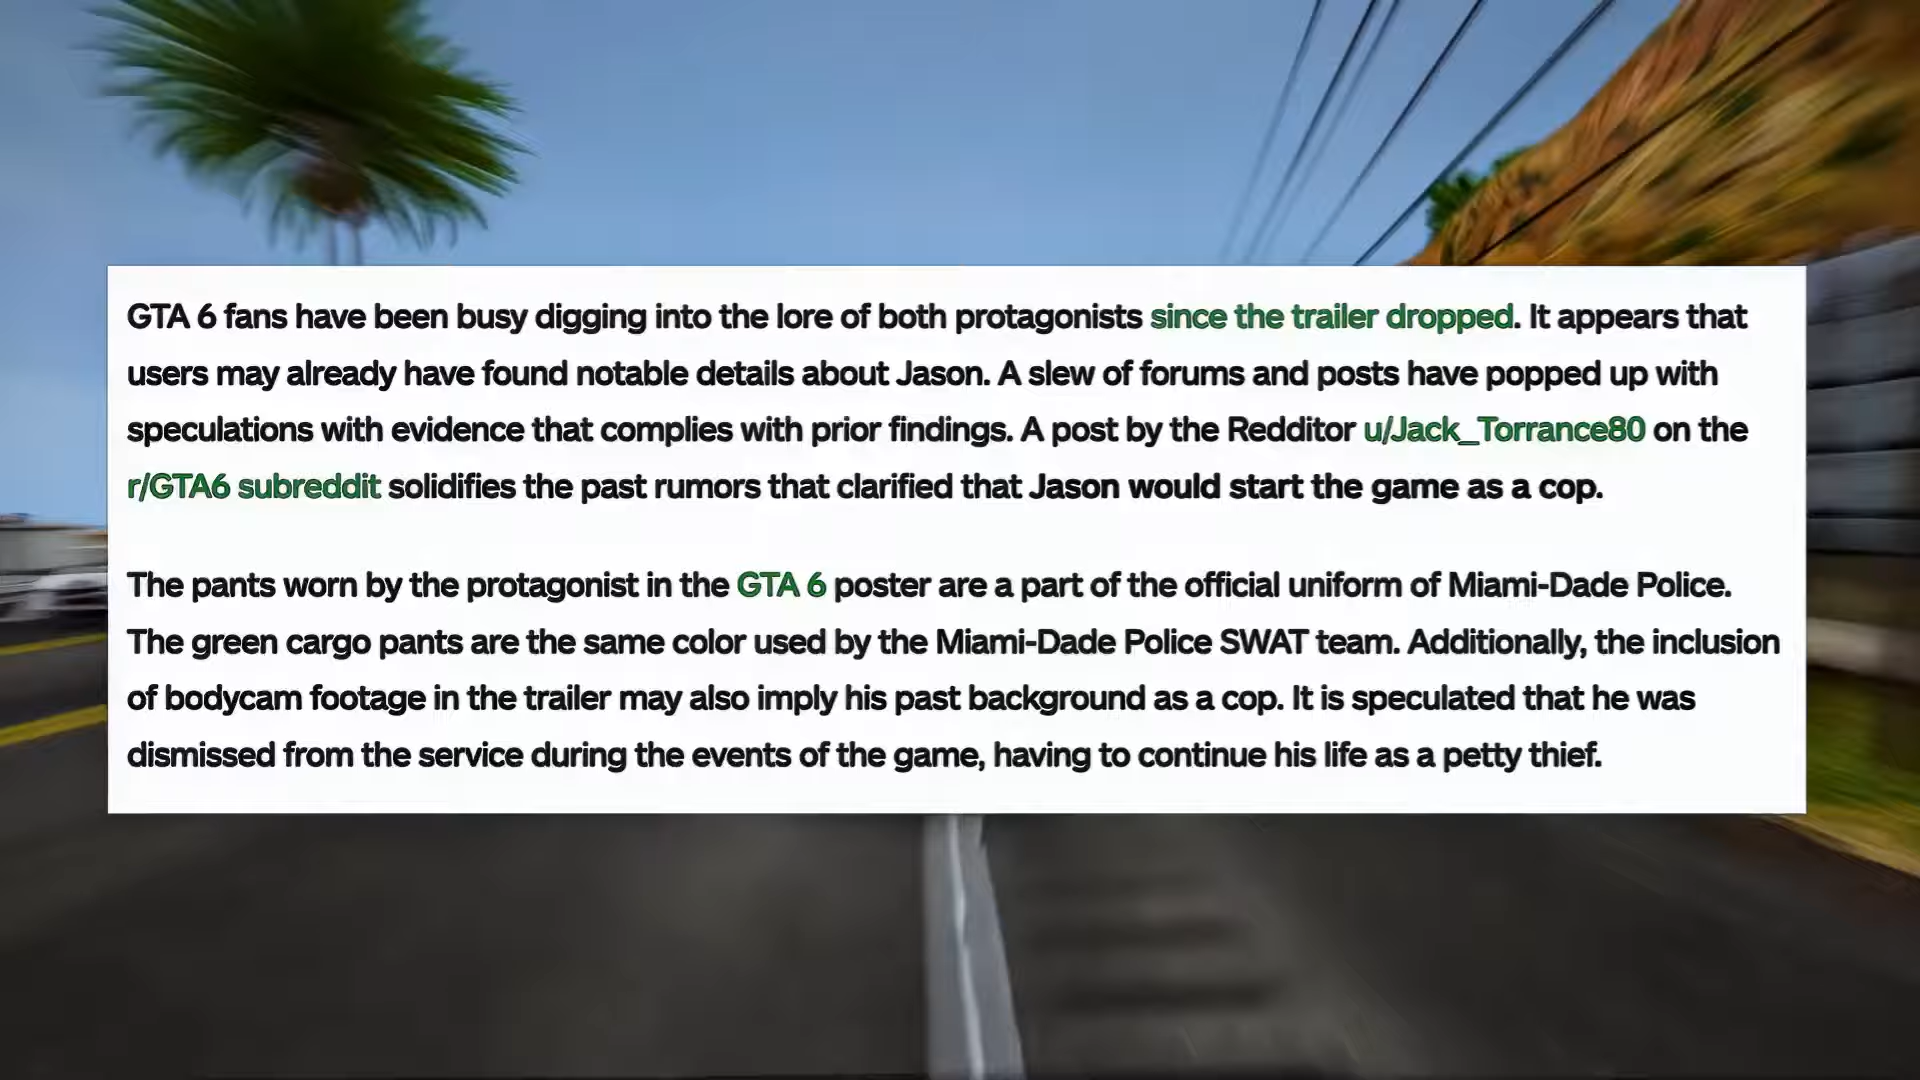 GTA 6 fans have been busy digging into the lore of both protagonists since the trailer dropped. It appears that
users may already have found notable details about Jason. A slew of forums and posts have popped up with
speculations with evidence that complies with prior findings. A post by the Redditor u/Jack_Torrance80 on the
r/GTA6 subreddit solidifies the past rumors that clarified that Jason would start the game as a cop.
The pants worn by the protagonist in the GTA 6 poster are a part of the official uniform of Miami-Dade Police.
The green cargo pants are the same color used by the Miami-Dade Police SWAT team. Additionally, the inclusion
of bodycam footage in the trailer may also imply his past background as a cop. It is speculated that he was
dismissed from the service during the events of the game, having to continue his life as a petty thief.